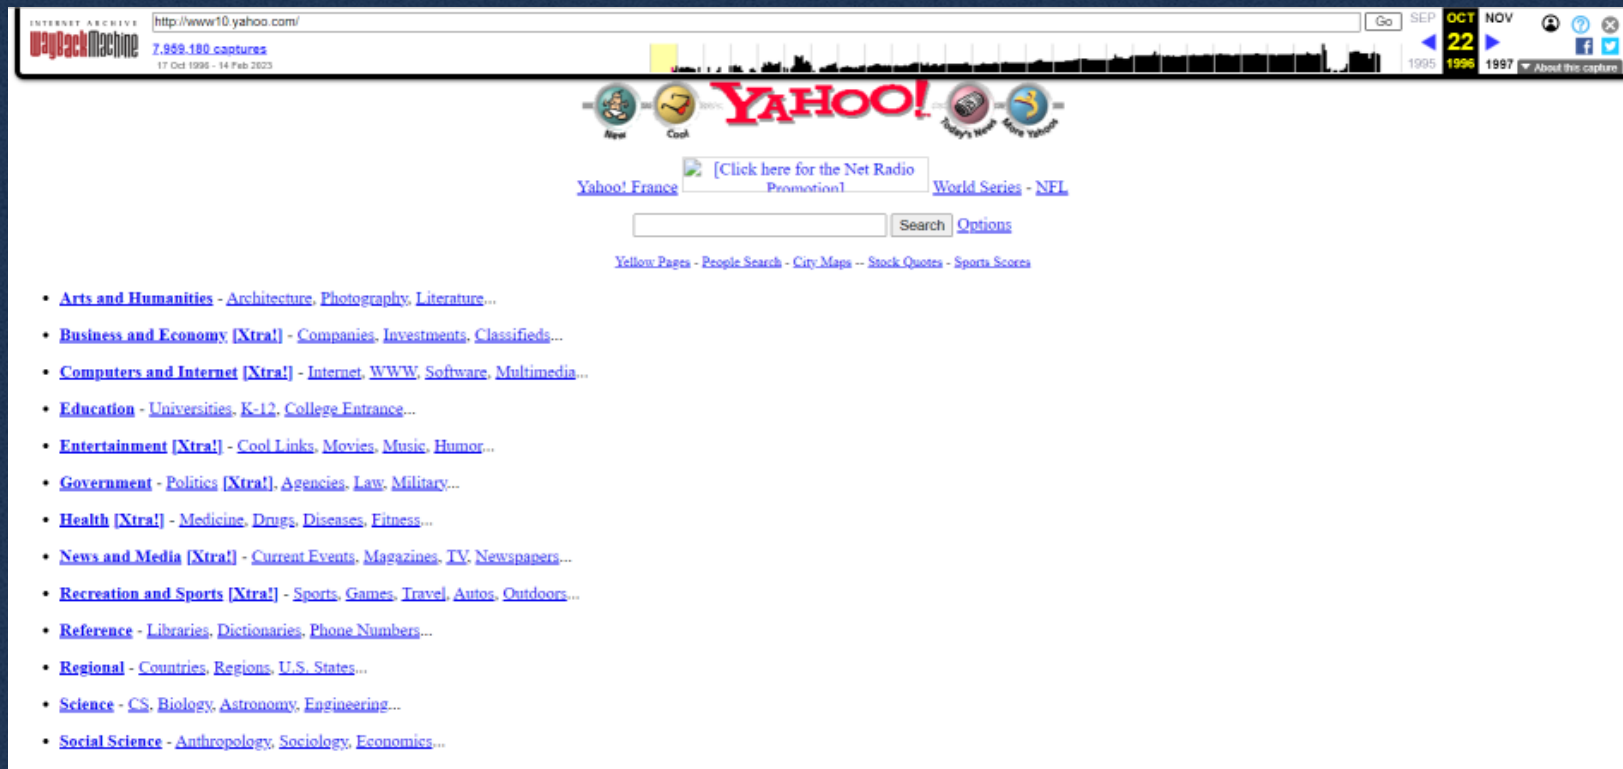 INTERNET ARCHIVE
WayBackMachine
http://www10.yahoo.com/
Go
SEP OCT NOV
7,959,180 captures
22
17 Oct 1996 - 14 Feb 2023
1995 1996 1997
About this capture
YAHOO!
New Cool Today's News More Yahoos
Yahoo! France [Click here for the Net Radio Promotion] World Series - NFL
Search Options
Yellow Pages - People Search - City Maps -- Stock Quotes - Sports Scores
• Arts and Humanities - Architecture, Photography, Literature...
• Business and Economy [Xtra!] - Companies, Investments, Classifieds...
• Computers and Internet [Xtra!] - Internet, WWW, Software, Multimedia...
• Education - Universities, K-12, College Entrance...
• Entertainment [Xtra!] - Cool Links, Movies, Music, Humor...
• Government - Politics [Xtra!], Agencies, Law, Military...
• Health [Xtra!] - Medicine, Drugs, Diseases, Fitness...
• News and Media [Xtra!] - Current Events, Magazines, TV, Newspapers...
• Recreation and Sports [Xtra!] - Sports, Games, Travel, Autos, Outdoors...
• Reference - Libraries, Dictionaries, Phone Numbers...
• Regional - Countries, Regions, U.S. States...
• Science - CS, Biology, Astronomy, Engineering...
• Social Science - Anthropology, Sociology, Economics...